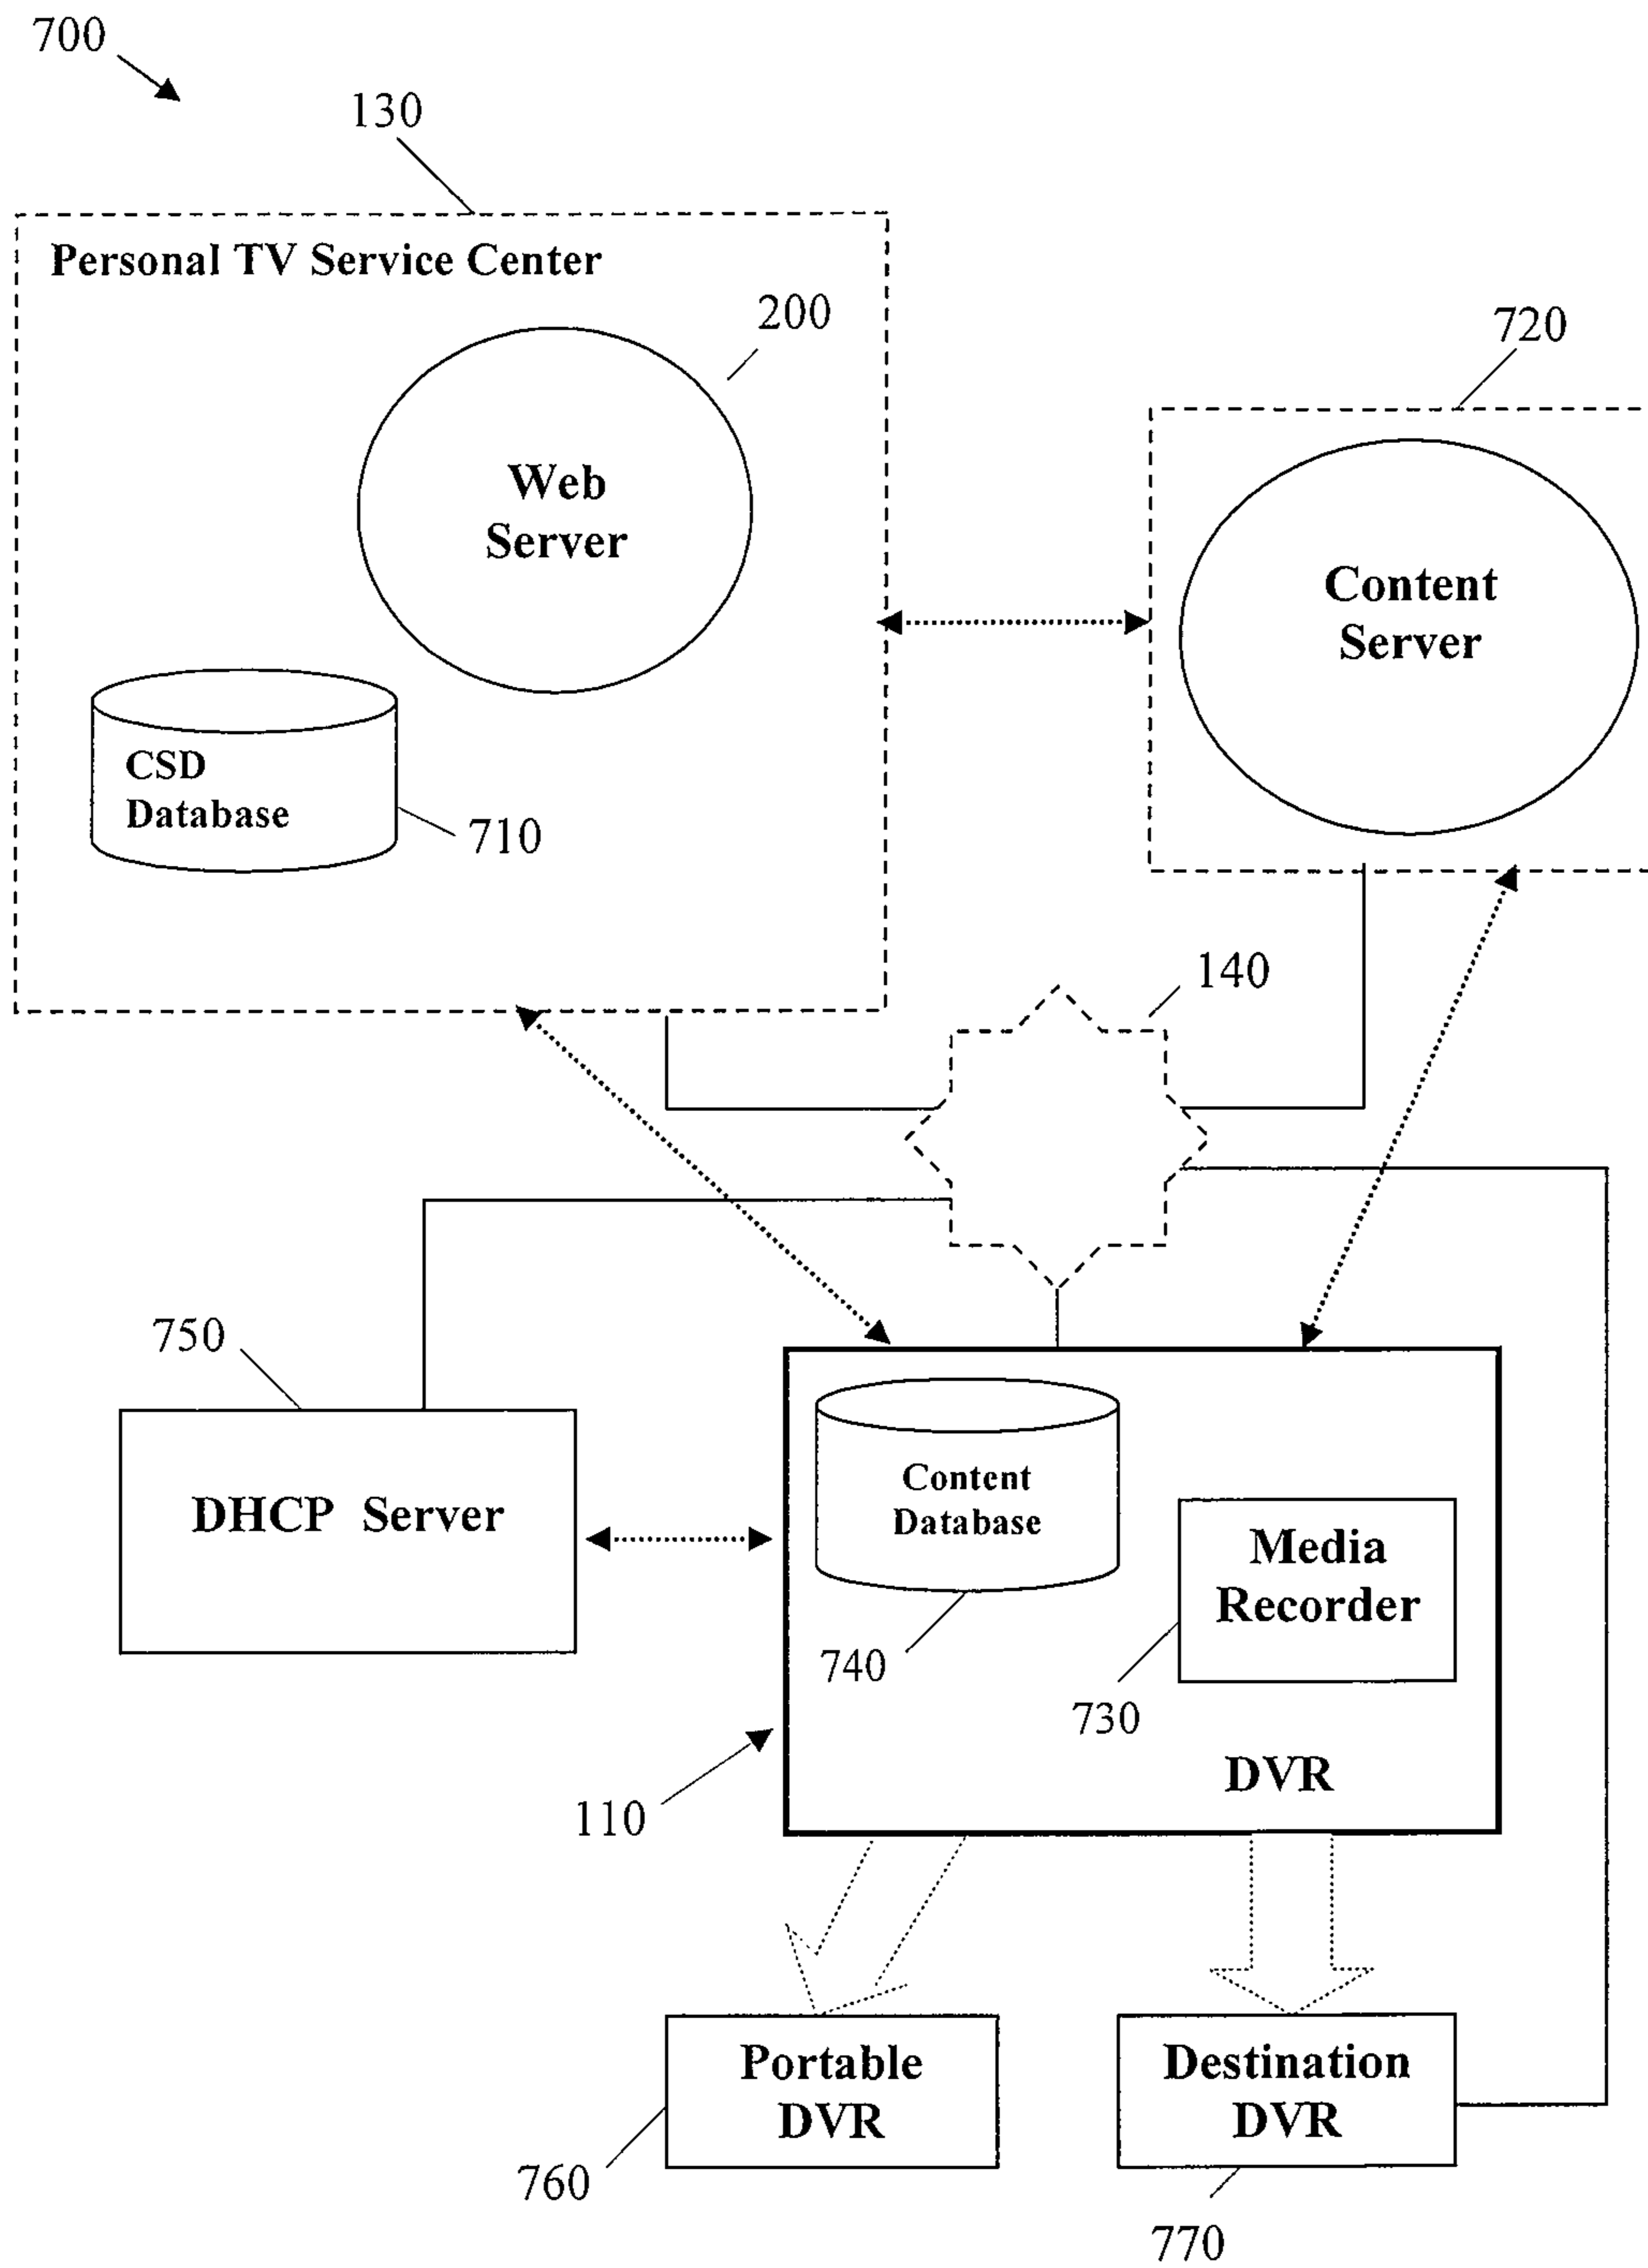 700
130
Personal TV Service Center
200
Web
Server
720
Content
Server
CSD
Database
710
140
750
DHCP Server
Content
Database
Media
Recorder
740
730
DVR
110
Portable
DVR
Destination
DVR
760
770